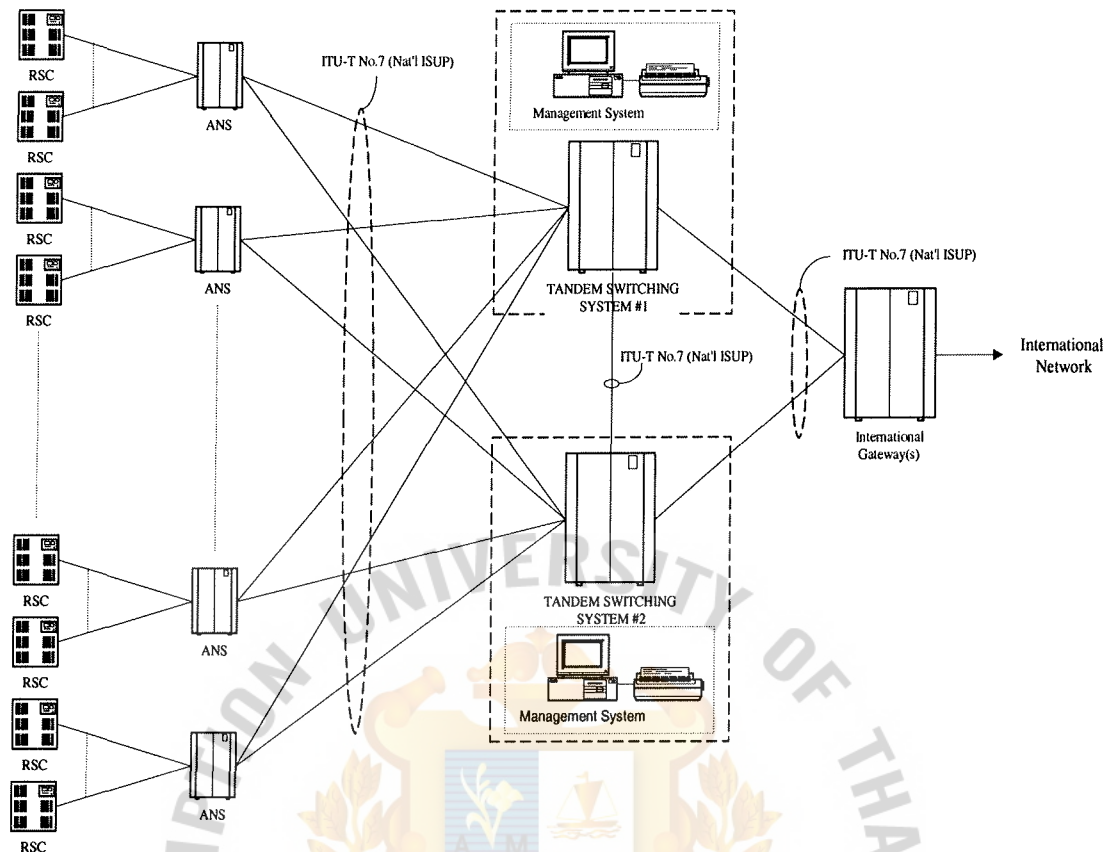 RSC
RSC
RSC
RSC
RSC
RSC
RSC
RSC
ANS
ANS
ANS
ANS
ITU-T No.7 (Nat'l ISUP)
Management System
TANDEM SWITCHING
SYSTEM #1
ITU-T No.7 (Nat'l ISUP)
TANDEM SWITCHING
SYSTEM #2
Management System
ITU-T No.7 (Nat'l ISUP)
International
Gateway(s)
International
Network
UNIVERSITY OF
A M